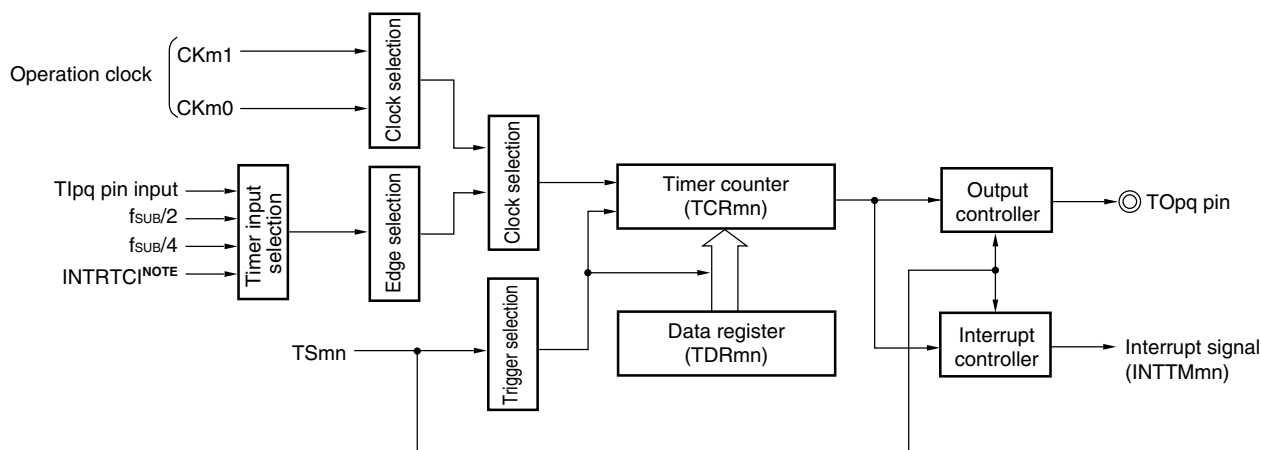 Operation clock
CKm1
CKm0
Clock selection
TIpq pin input
fSUB/2
fSUB/4
INTRTCINOTE
Timer input
selection
Edge selection
Clock selection
TSmn
Trigger selection
Timer counter
(TCRmn)
Data register
(TDRmn)
Output
controller
TOpq pin
Interrupt
controller
Interrupt signal
(INTTMmn)